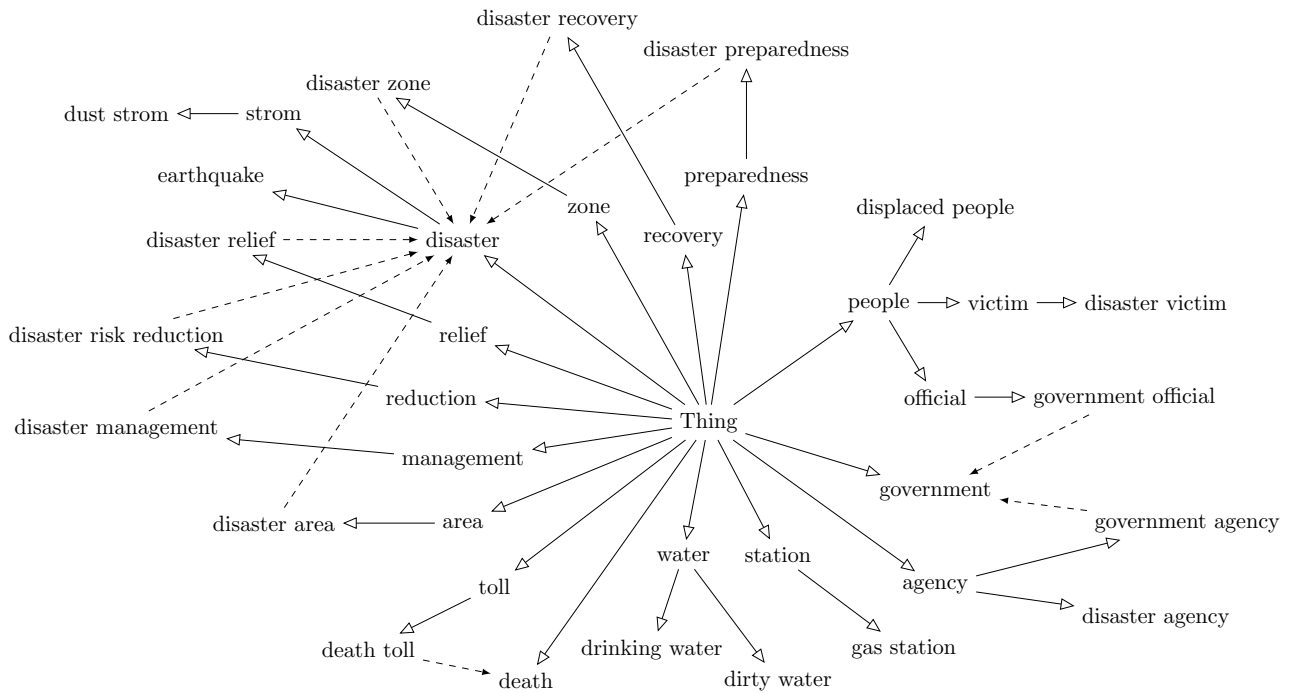 disaster recovery
disaster preparedness
disaster zone
dust strom
strom
earthquake
preparedness
zone
displaced people
disaster relief
disaster
recovery
people
victim
disaster victim
disaster risk reduction
relief
reduction
official
government official
Thing
disaster management
management
government
disaster area
area
government agency
water
station
toll
agency
disaster agency
death toll
drinking water
gas station
death
dirty water